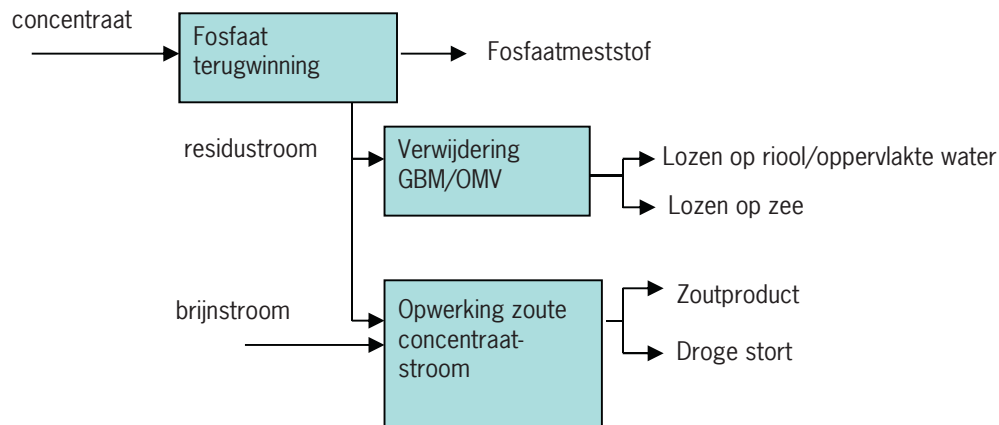 concentraat
Fosfaat
terugwinning
Fosfaatmeststof
residustroom
Verwijdering
GBM/OMV
Lozen op riool/oppervlakte water
Lozen op zee
brijnstroom
Opwerking zoute
concentraat-
stroom
Zoutproduct
Droge stort